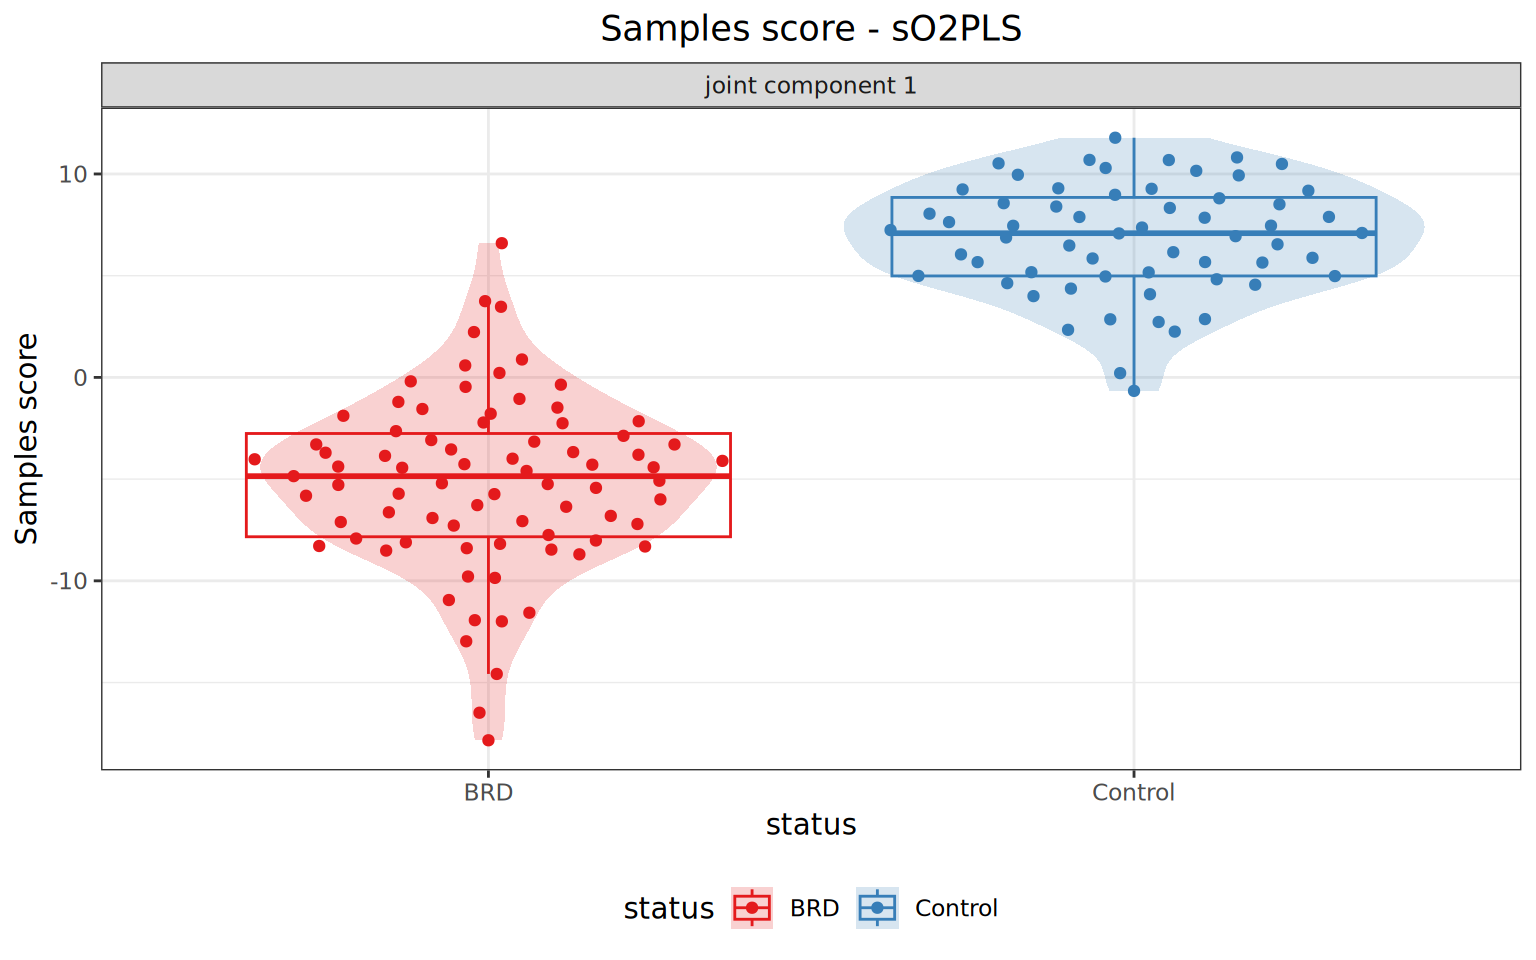 Samples score - sO2PLS
joint component 1
Samples score
10
0
-10
BRD Control
status
status BRD Control